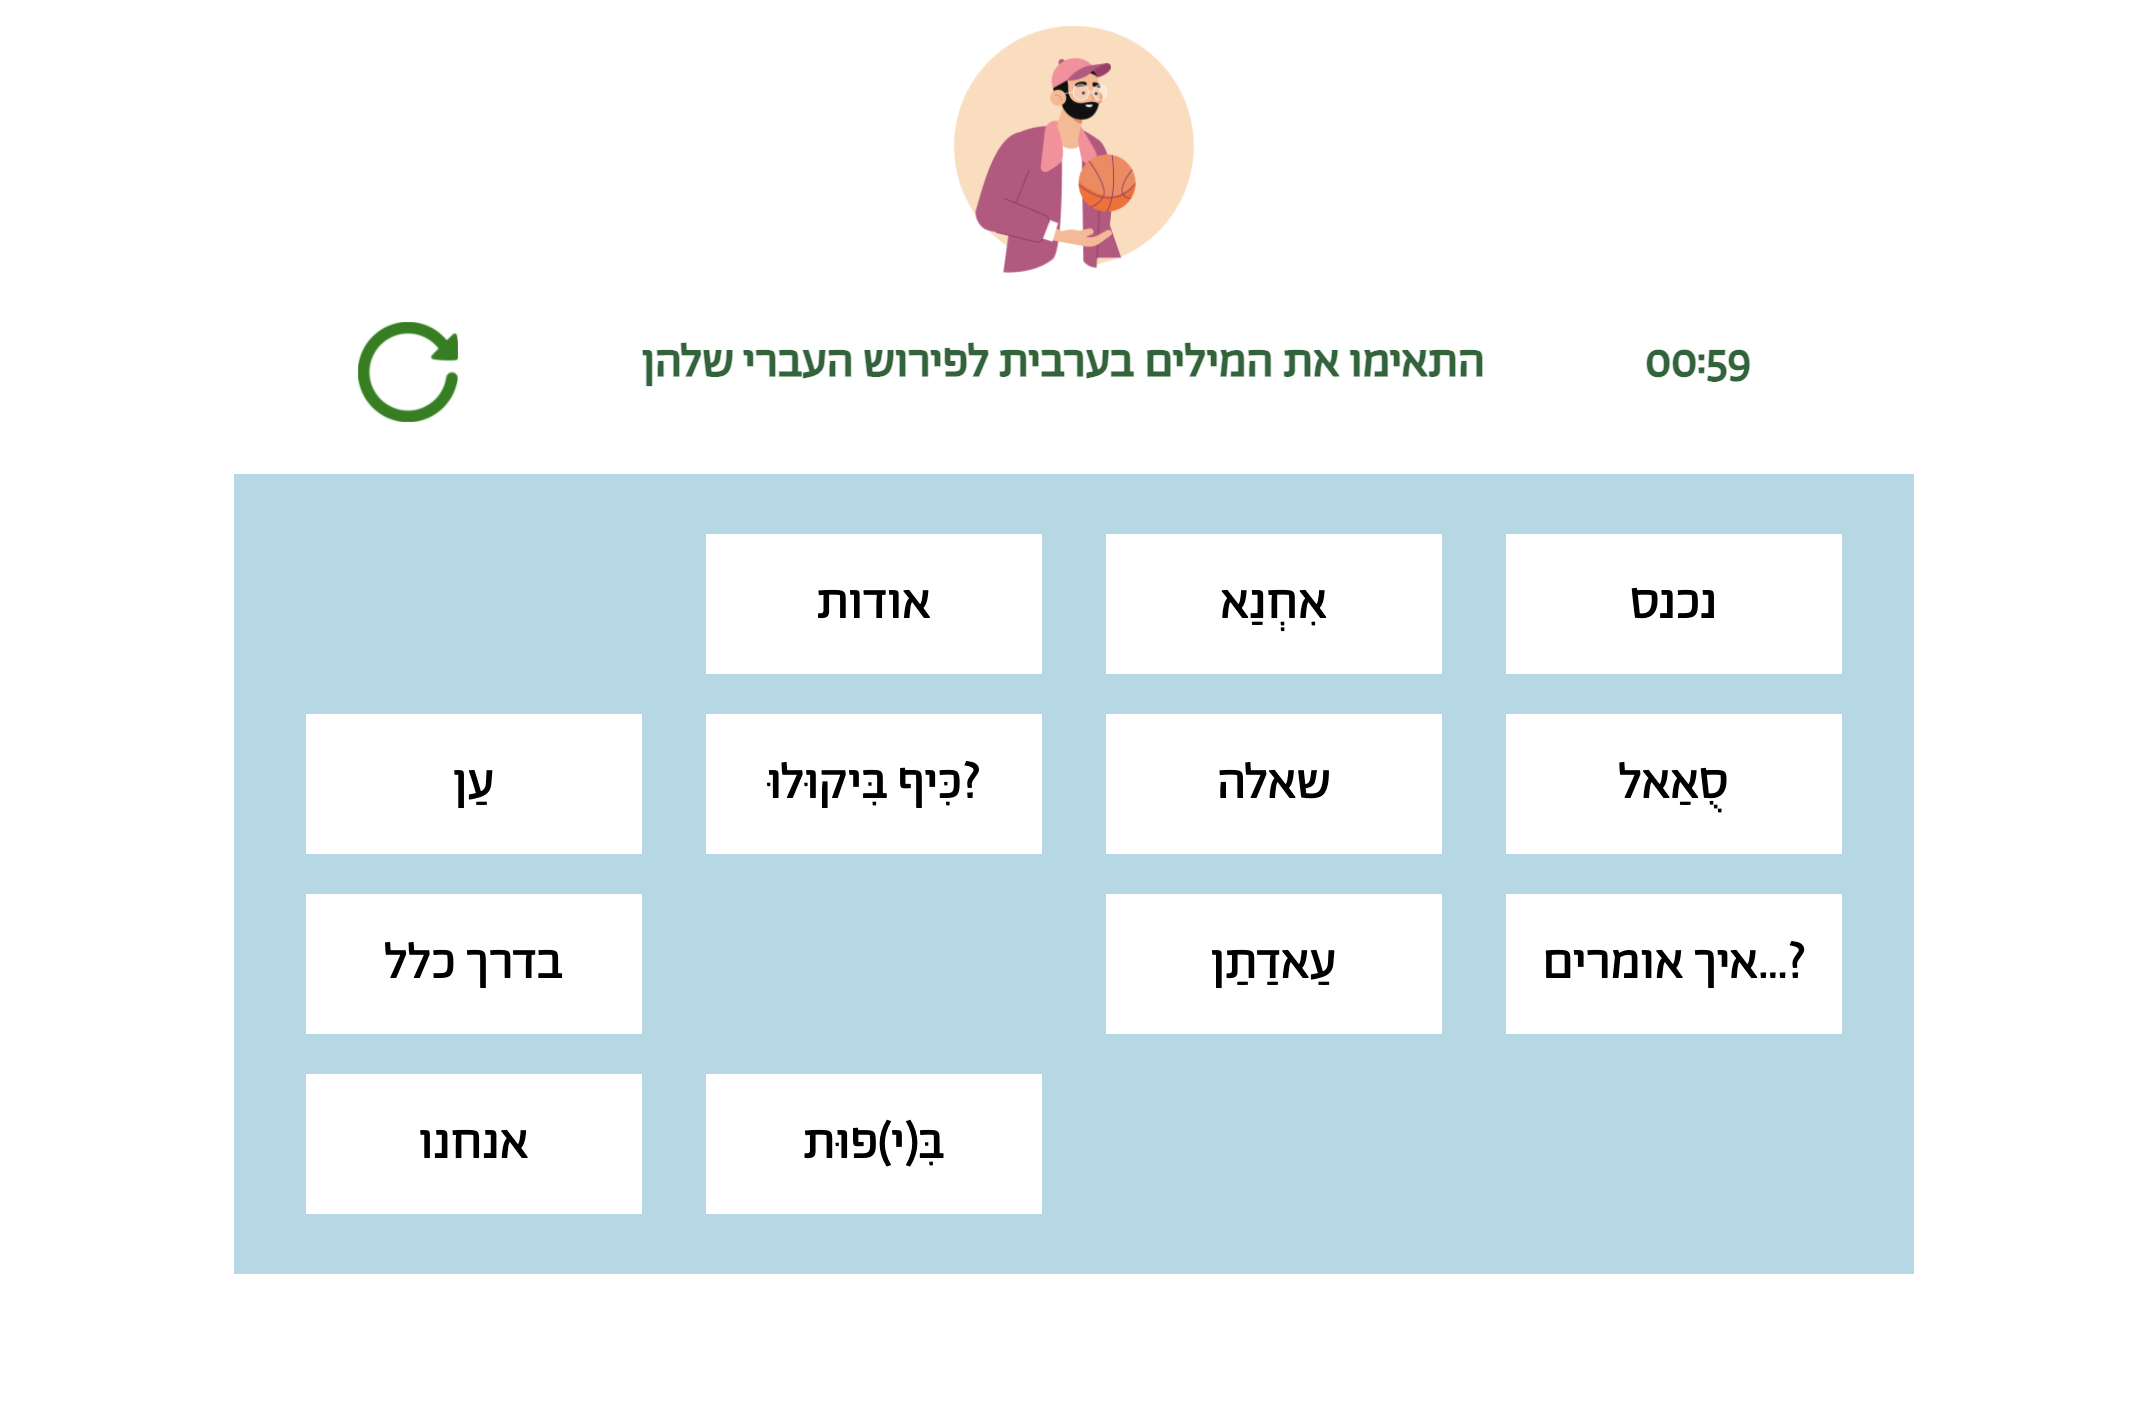 00:59
התאימו את המילים בערבית לפירוש העברי שלהן
נכנס
אִחְנַא
אודות
סֻאַאל
שאלה
כִּיף בִּיקוּלוּ?
עַן
איך אומרים...?
עַאדַתַן
בדרך כלל
בִּ(י)פוּת
אנחנו